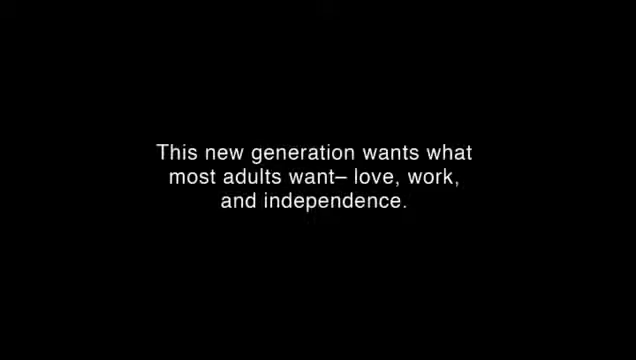 This new generation wants what
most adults want– love, work,
and independence.